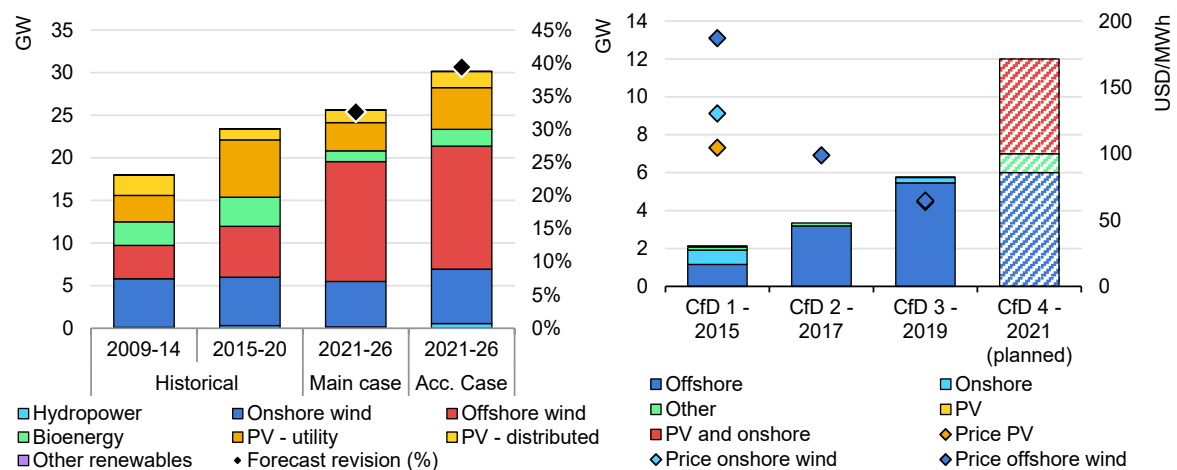 GW
35
30
25
20
15
10
5
0
45%
40%
35%
30%
25%
20%
15%
10%
5%
0%
2009-14 2015-20 2021-26 2021-26
Historical Main case Acc. Case
Hydropower Onshore wind Offshore wind
Bioenergy PV - utility PV - distributed
Other renewables Forecast revision (%)
GW
14
12
10
8
6
4
2
0
USD/MWh
200
150
100
50
0
CfD 1 - CfD 2 - CfD 3 - CfD 4 -
2015 2017 2019 2021
(planned)
Offshore Onshore
Other PV
PV and onshore Price PV
Price onshore wind Price offshore wind